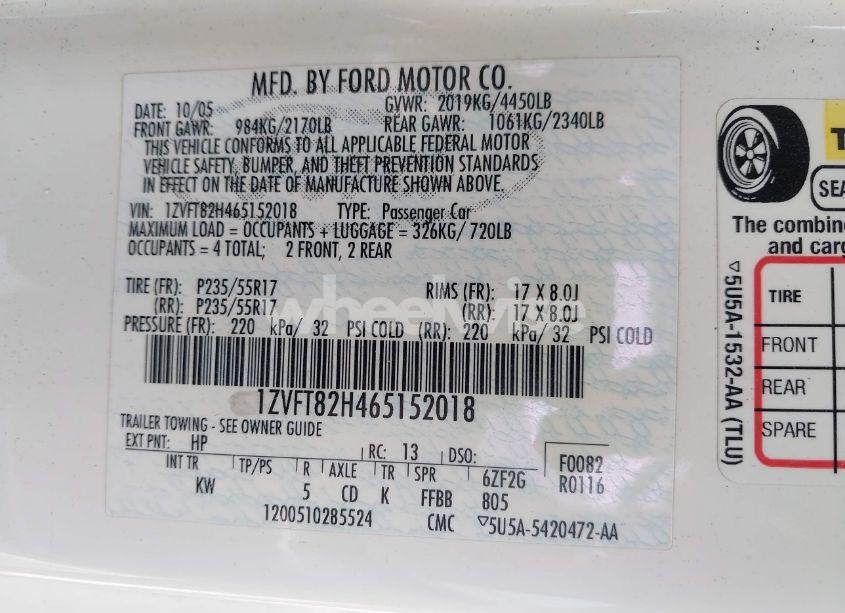 MFD. BY FORD MOTOR CO.
DATE: 10/05 GVWR: 2019KG/4450LB
FRONT GAWR: 984KG/2170LB REAR GAWR: 1061KG/2340LB
THIS VEHICLE CONFORMS TO ALL APPLICABLE FEDERAL MOTOR
VEHICLE SAFETY, BUMPER, AND THEFT PREVENTION STANDARDS
IN EFFECT ON THE DATE OF MANUFACTURE SHOWN ABOVE.
VIN: 1ZVFT82H465152018 TYPE: Passenger Car
MAXIMUM LOAD = OCCUPANTS + LUGGAGE = 326KG/ 720LB
OCCUPANTS = 4 TOTAL; 2 FRONT, 2 REAR
TIRE (FR): P235/55R17 RIMS (FR): 17 X 8.0J
(RR): P235/55R17 (RR): 17 X 8.0J
PRESSURE (FR): 220 kPa/ 32 PSI COLD (RR): 220 kPa/ 32 PSI COLD
1ZVFT82H465152018
TRAILER TOWING - SEE OWNER GUIDE
EXT PNT: HP RC: 13 DSO: F0082
INT TR TP/PS R AXLE TR SPR 6ZF2G R0116
KW 5 CD K FFBB 805
1200510285524 CMC ▽5U5A-5420472-AA
wheelwise
▽5U5A-1532-AA (TLU)
T
SEA
The combin
and carg
TIRE
FRONT
REAR
SPARE